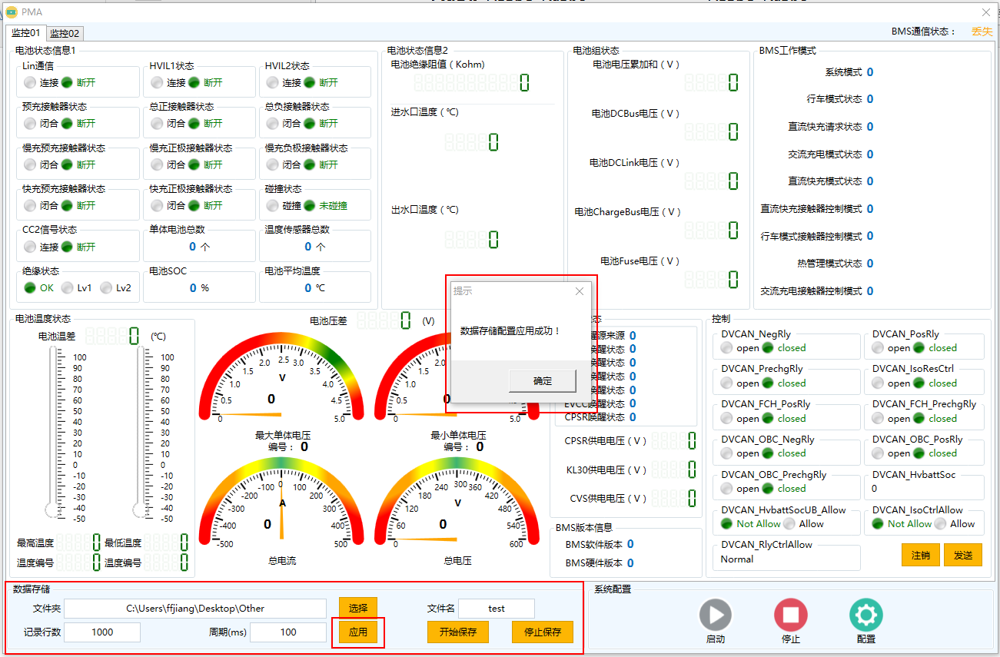 PMA
监控01 监控02
BMS通信状态： 丢失
电池状态信息1
Lin通信 HVIL1状态 HVIL2状态
连接 断开 连接 断开 连接 断开
预充接触器状态 总正接触器状态 总负接触器状态
闭合 断开 闭合 断开 闭合 断开
慢充预充接触器状态 慢充正极接触器状态 慢充负极接触器状态
闭合 断开 闭合 断开 闭合 断开
快充预充接触器状态 快充正极接触器状态 碰撞状态
闭合 断开 闭合 断开 碰撞 未碰撞
CC2信号状态 单体电池总数 温度传感器总数
连接 断开 0 个 0 个
绝缘状态 电池SOC 电池平均温度
OK Lv1 Lv2 0 % 0 ℃
电池状态信息2
电池绝缘阻值 ( Kohm)
0
进水口温度 ( ℃)
0
出水口温度 ( ℃)
0
电池组状态
电池电压累加和 ( V )
0
电池DCBus电压 ( V )
0
电池DCLink电压 ( V )
0
电池ChargeBus电压 ( V )
0
电池Fuse电压 ( V )
0
BMS工作模式
系统模式 0
行车模式状态 0
直流快充请求状态 0
交流充电模式状态 0
直流快充模式状态 0
直流快充接触器控制模式 0
行车模式接触器控制模式 0
热管理模式状态 0
交流充电接触器控制模式 0
提示
数据存储配置应用成功！
确定
电池温度状态
电池温差 0 (℃)
100 100
90 90
80 80
70 70
60 60
50 50
40 40
30 30
20 20
10 10
0 0
-10 -10
-20 -20
-30 -30
-40 -40
-50 -50
最高温度 0 最低温度 0
温度编号 0 温度编号 0
电池压差 0 (V)
0 0.5 1.0 1.5 2.0 2.5 3.0 3.5 4.0 4.5 5.0
V
0
最大单体电压
编号： 0
0 0.5 1.0 1.5 2.0 5.0
0
最小单体电压
编号： 0
-500 -400 -300 -200 -100 0 100 200 300 400 500
A
0
总电流
0 60 120 180 240 300 360 420 480 540 600
V
0
总电压
态
醒源来源 0
唤醒状态 0
唤醒状态 0
唤醒状态 0
唤醒状态 0
EVCC唤醒状态 0
CPSR唤醒状态 0
CPSR供电电压 ( V ) 0
KL30供电电压 ( V ) 0
CVS供电电压 ( V ) 0
BMS版本信息
BMS软件版本 0
BMS硬件版本 0
控制
DVCAN_NegRly DVCAN_PosRly
open closed open closed
DVCAN_PrechgRly DVCAN_IsoResCtrl
open closed open closed
DVCAN_FCH_PosRly DVCAN_FCH_PrechgRly
open closed open closed
DVCAN_OBC_NegRly DVCAN_OBC_PosRly
open closed open closed
DVCAN_OBC_PrechgRly DVCAN_HvbattSoc
open closed 0
DVCAN_HvbattSocUB_Allow DVCAN_IsoCtrlAllow
Not Allow Allow Not Allow Allow
DVCAN_RlyCtrlAllow
Normal
注销 发送
数据存储
文件夹 C:\Users\ffjiang\Desktop\Other 选择 文件名 test
记录行数 1000 周期(ms) 100 应用 开始保存 停止保存
系统配置
启动 停止 配置